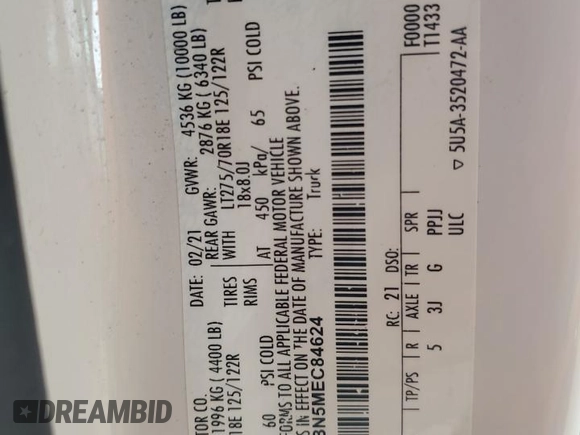 TOR CO.
DATE: 02/21 GVWR: 4536 KG (10000 LB)
1996 KG ( 4400 LB) REAR GAWR: 2876 KG ( 6340 LB)
18E 125/122R TIRES WITH LT275/70R18E 125/122R
RIMS 18x8.0J
60 PSI COLD AT 450 kPa/ 65 PSI COLD
FORMS TO ALL APPLICABLE FEDERAL MOTOR VEHICLE
S IN EFFECT ON THE DATE OF MANUFACTURE SHOWN ABOVE.
BN5MEC84624 TYPE: Truck
RC: 21 DSO: F0000
T1433
TP/PS R AXLE TR SPR
5 3J G PPJJ
ULC
▽ 5U5A-3520472-AA
DREAMBID